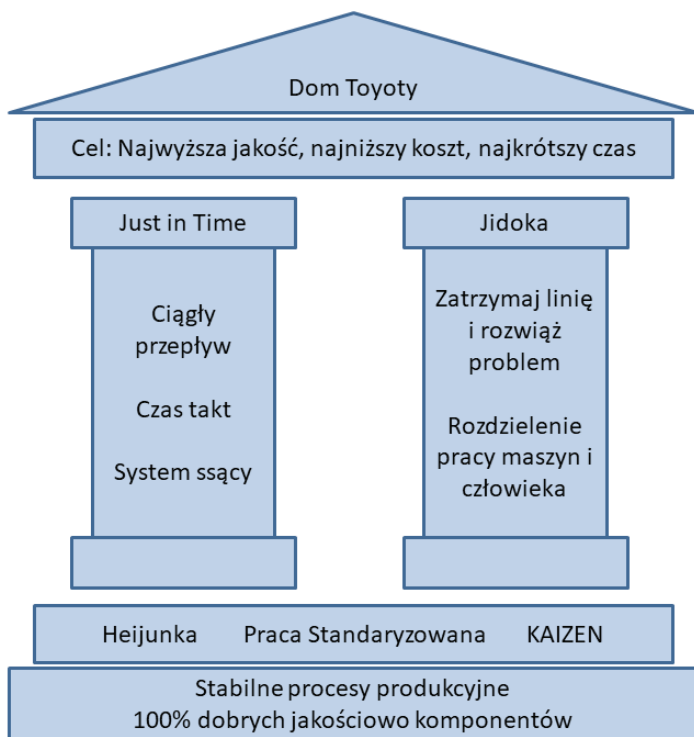 Dom Toyoty
Cel: Najwyższa jakość, najniższy koszt, najkrótszy czas
Just in Time
Ciągły
przepływ
Czas takt
System ssący
Jidoka
Zatrzymaj linię
i rozwiąż
problem
Rozdzielenie
pracy maszyn i
człowieka
Heijunka Praca Standaryzowana KAIZEN
Stabilne procesy produkcyjne
100% dobrych jakościowo komponentów